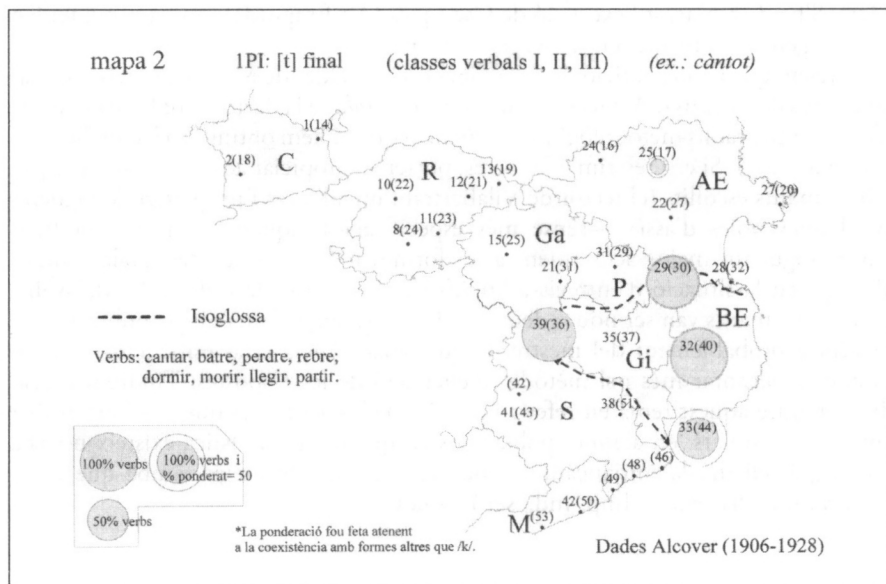 mapa 2 1PI: [t] final (classes verbals I, II, III) (ex.: càntot)
1(14)
2(18)
C
R
10(22)
12(21)
13(19)
11(23)
8(24)
24(16)
25(17)
AE
27(20)
22(27)
Ga
15(25)
31(29)
21(31)
P
29(30)
28(32)
BE
Isoglossa
39(36)
35(37)
Gi
32(40)
Verbs: cantar, batre, perdre, rebre;
dormir, morir; llegir, partir.
(42)
41(43)
S
38(51)
33(44)
(46)
(48)
(49)
42(50)
M
(53)
100% verbs
100% verbs i
% ponderat= 50
50% verbs
*La ponderació fou feta atenent
a la coexistència amb formes altres que /k/.
Dades Alcover (1906-1928)